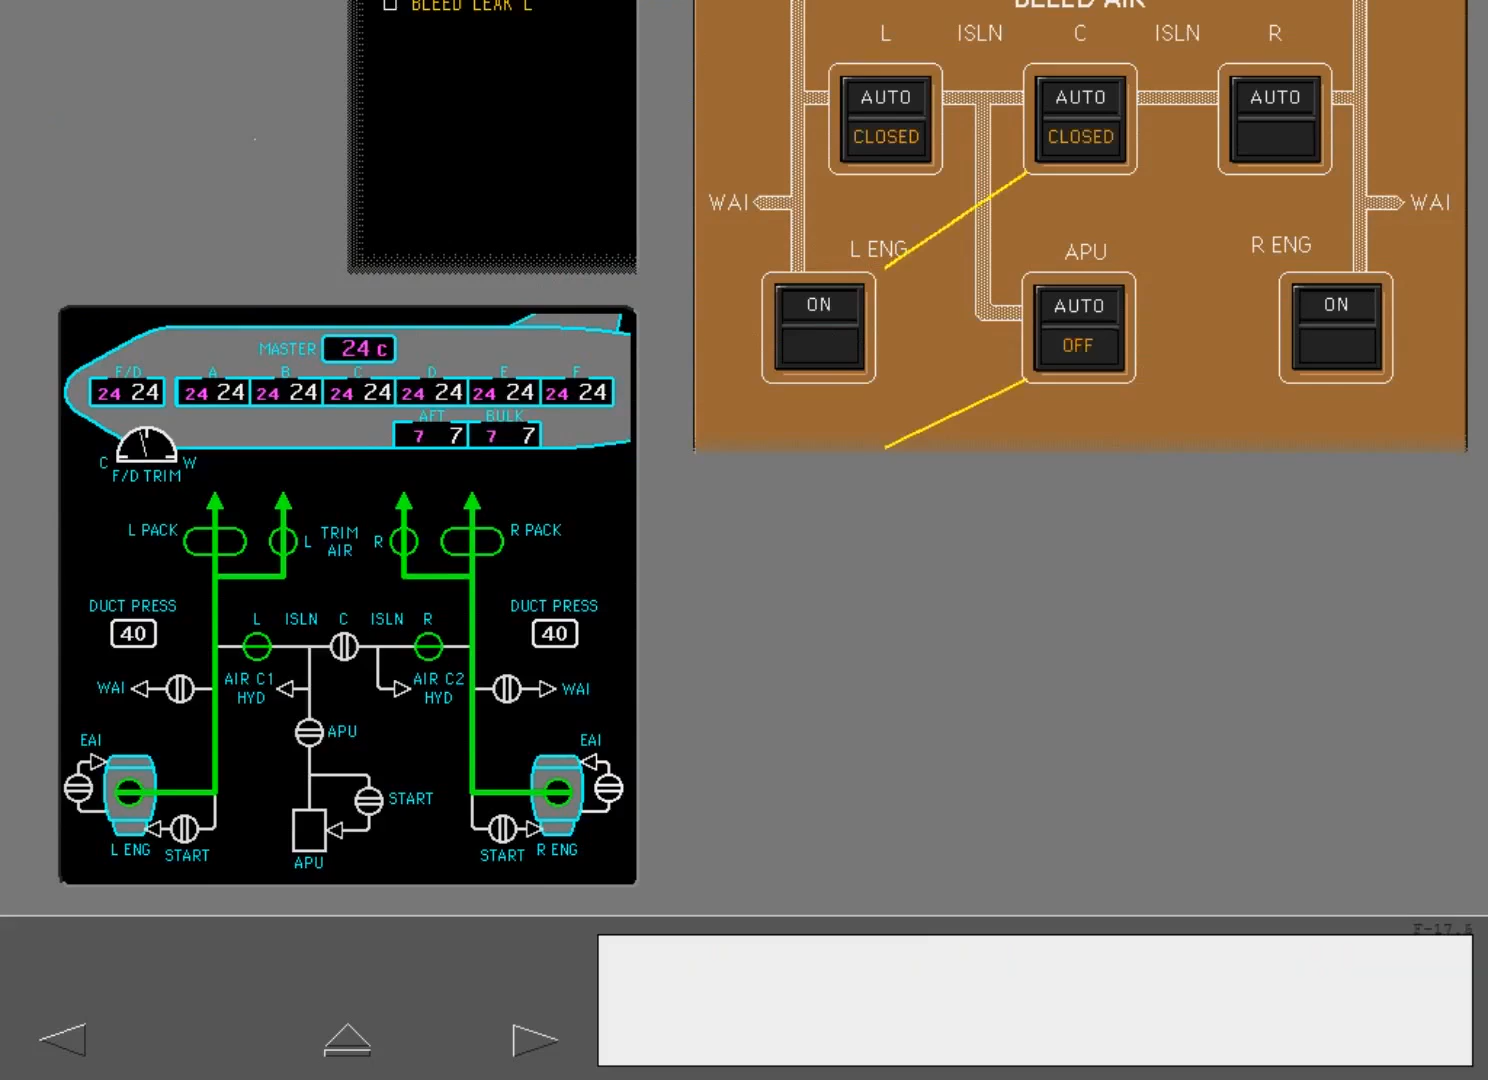 BLEED LEAK L
BLEED AIR
L ISLN C ISLN R
AUTO AUTO AUTO
CLOSED CLOSED
WAI WAI
L ENG APU R ENG
ON AUTO ON
OFF
MASTER 24 c
F/D A B C D E F
24 24 24 24 24 24 24 24 24 24 24 24 24 24
AFT BULK
7 7 7 7
C W
F/D TRIM
L PACK L TRIM AIR R R PACK
DUCT PRESS DUCT PRESS
40 40
L ISLN C ISLN R
WAI AIR C1 AIR C2 WAI
HYD HYD
APU
EAI EAI
START
L ENG START APU START R ENG